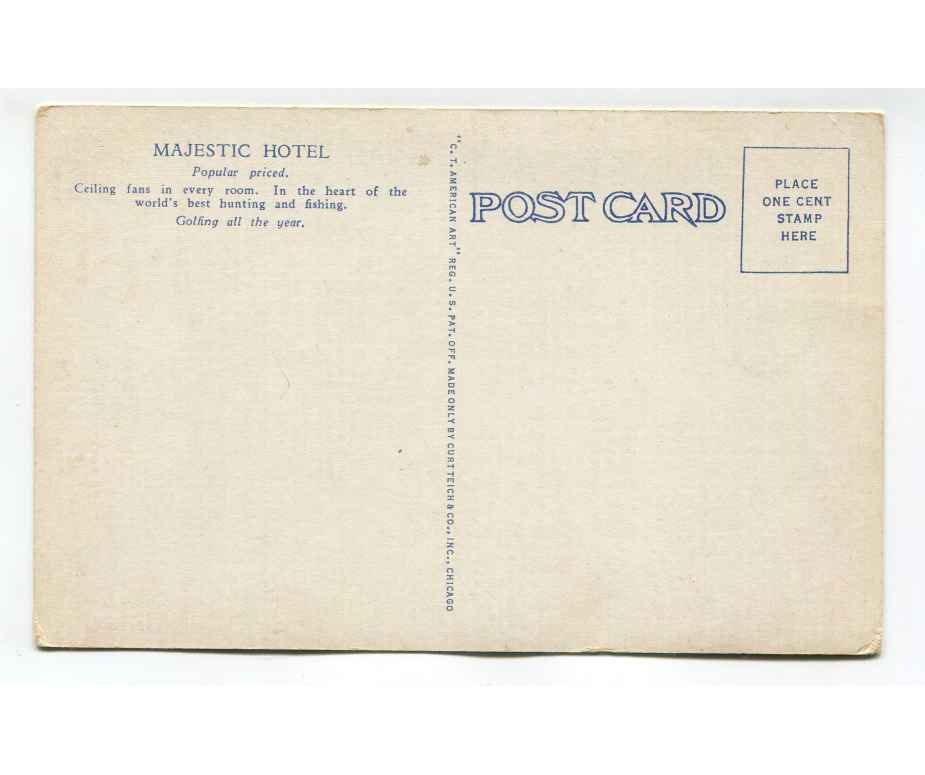 MAJESTIC HOTEL
Popular priced.
Ceiling fans in every room. In the heart of the
world's best hunting and fishing.
Golfing all the year.
"C. T. AMERICAN ART" REG. U. S. PAT. OFF. MADE ONLY BY CURT TEICH & CO., INC., CHICAGO
POST CARD
PLACE
ONE CENT
STAMP
HERE